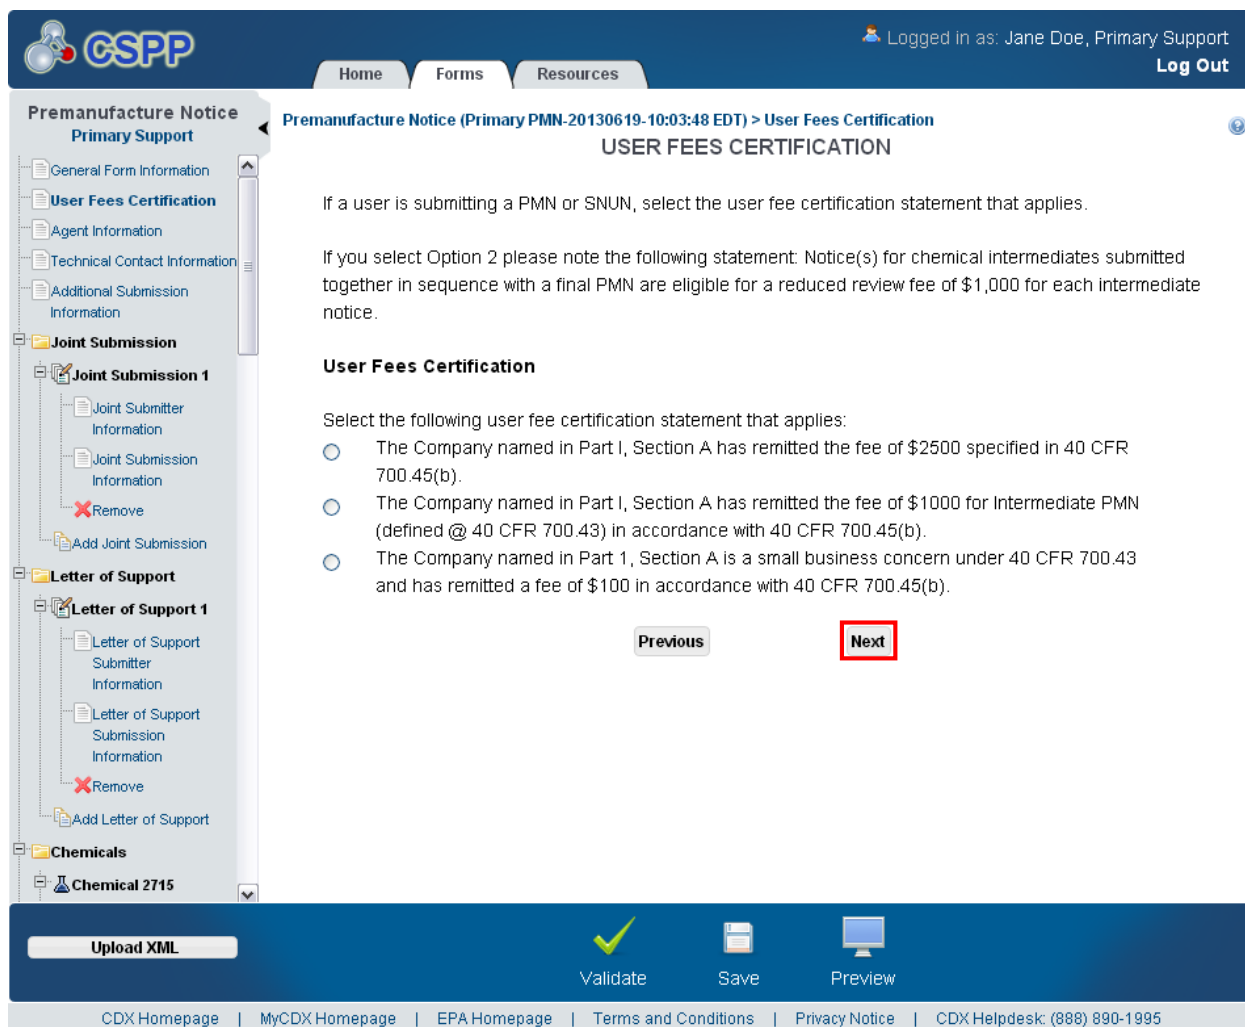 CSPP
Logged in as: Jane Doe, Primary Support
Log Out
Home
Forms
Resources
Premanufacture Notice
Primary Support
General Form Information
User Fees Certification
Agent Information
Technical Contact Information
Additional Submission
Information
Joint Submission
Joint Submission 1
Joint Submitter
Information
Joint Submission
Information
Remove
Add Joint Submission
Letter of Support
Letter of Support 1
Letter of Support
Submitter
Information
Letter of Support
Submission
Information
Remove
Add Letter of Support
Chemicals
Chemical 2715
Premanufacture Notice (Primary PMN-20130619-10:03:48 EDT) > User Fees Certification
USER FEES CERTIFICATION
If a user is submitting a PMN or SNUN, select the user fee certification statement that applies.
If you select Option 2 please note the following statement: Notice(s) for chemical intermediates submitted
together in sequence with a final PMN are eligible for a reduced review fee of $1,000 for each intermediate
notice.
User Fees Certification
Select the following user fee certification statement that applies:
The Company named in Part I, Section A has remitted the fee of $2500 specified in 40 CFR
700.45(b).
The Company named in Part I, Section A has remitted the fee of $1000 for Intermediate PMN
(defined @ 40 CFR 700.43) in accordance with 40 CFR 700.45(b).
The Company named in Part 1, Section A is a small business concern under 40 CFR 700.43
and has remitted a fee of $100 in accordance with 40 CFR 700.45(b).
Previous
Next
Upload XML
Validate
Save
Preview
CDX Homepage | MyCDX Homepage | EPA Homepage | Terms and Conditions | Privacy Notice | CDX Helpdesk: (888) 890-1995